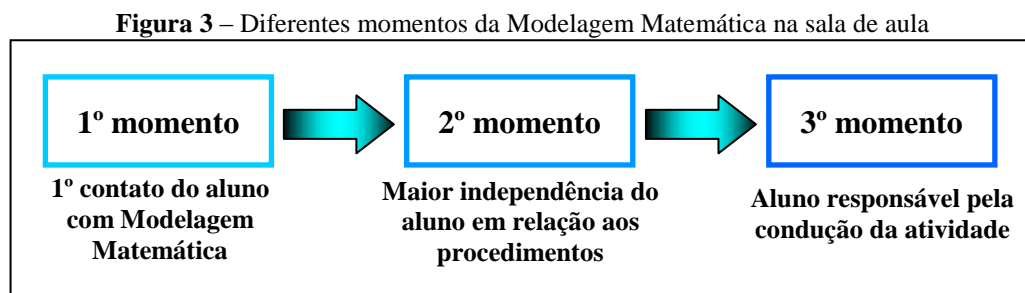 Figura 3 – Diferentes momentos da Modelagem Matemática na sala de aula
1º momento
2º momento
3º momento
1º contato do aluno
com Modelagem
Matemática
Maior independência do
aluno em relação aos
procedimentos
Aluno responsável pela
condução da atividade